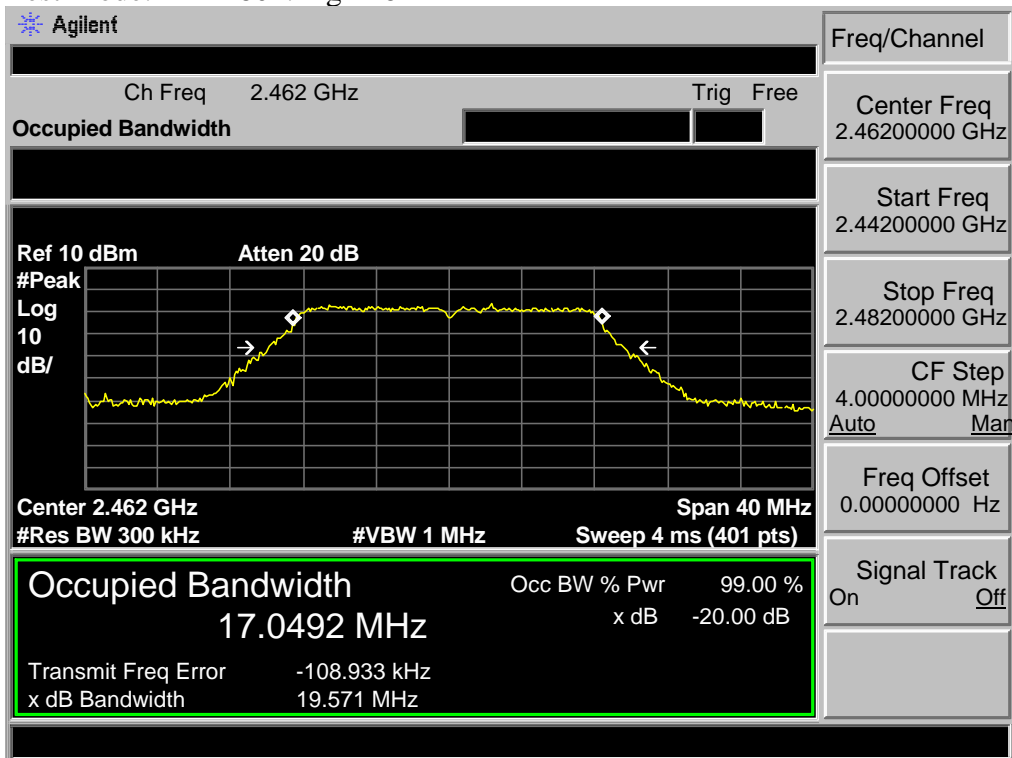 Agilent
Freq/Channel
Ch Freq 2.462 GHz Trig Free
Occupied Bandwidth
Center Freq
2.46200000 GHz
Start Freq
2.44200000 GHz
Stop Freq
2.48200000 GHz
CF Step
4.00000000 MHz
Auto Man
Freq Offset
0.00000000 Hz
Signal Track
On Off
Ref 10 dBm Atten 20 dB
#Peak
Log
10
dB/
Center 2.462 GHz Span 40 MHz
#Res BW 300 kHz #VBW 1 MHz Sweep 4 ms (401 pts)
Occupied Bandwidth Occ BW % Pwr 99.00 %
17.0492 MHz x dB -20.00 dB
Transmit Freq Error -108.933 kHz
x dB Bandwidth 19.571 MHz